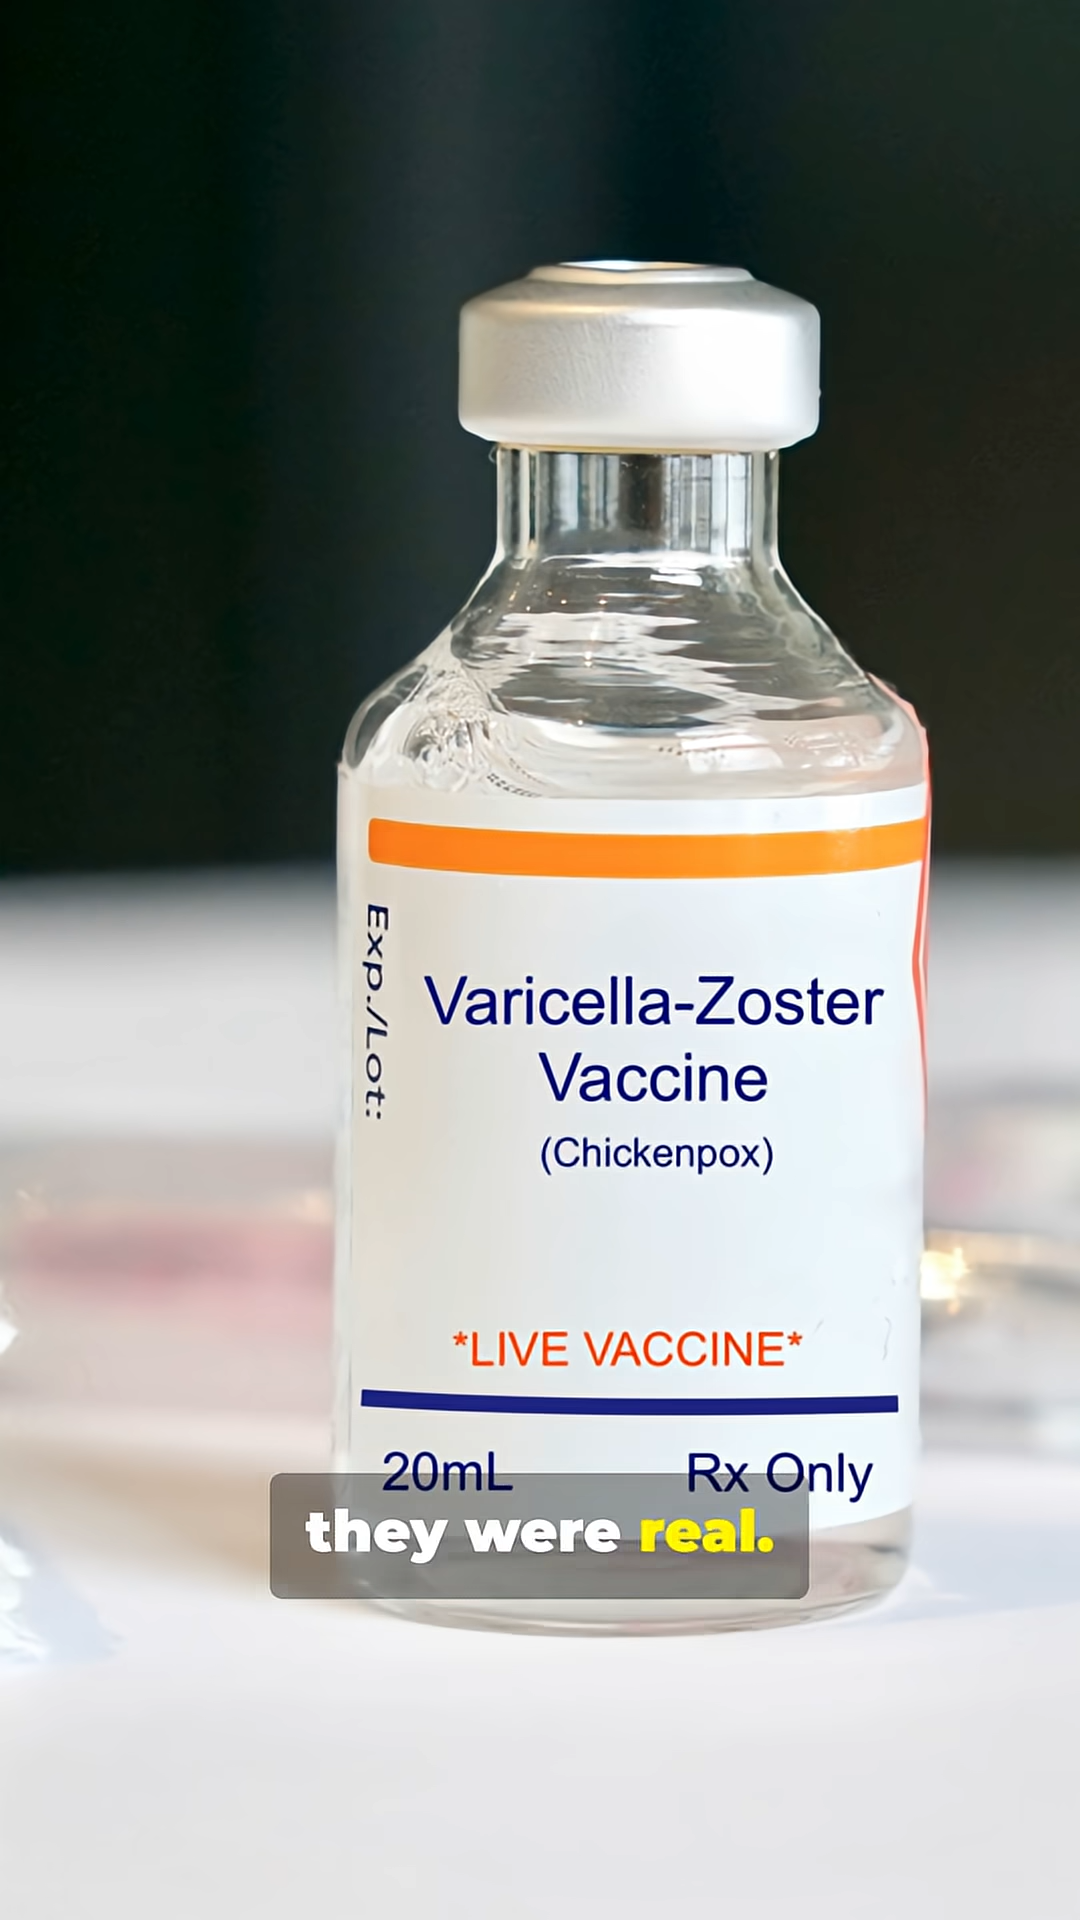 Exp./Lot:
Varicella-Zoster
Vaccine
(Chickenpox)
*LIVE VACCINE*
20mL Rx Only
they were real.